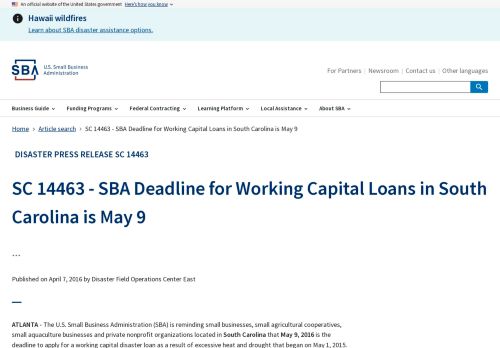 An official website of the United States government Here's how you know
Hawaii wildfires
Learn about SBA disaster assistance options.
SBA U.S. Small Business
Administration
For Partners | Newsroom | Contact us | Other languages
Business Guide Funding Programs Federal Contracting Learning Platform Local Assistance About SBA
Home › Article search › SC 14463 - SBA Deadline for Working Capital Loans in South Carolina is May 9
DISASTER PRESS RELEASE SC 14463
SC 14463 - SBA Deadline for Working Capital Loans in South
Carolina is May 9
...
Published on April 7, 2016 by Disaster Field Operations Center East
ATLANTA - The U.S. Small Business Administration (SBA) is reminding small businesses, small agricultural cooperatives,
small aquaculture businesses and private nonprofit organizations located in South Carolina that May 9, 2016 is the
deadline to apply for a working capital disaster loan as a result of excessive heat and drought that began on May 1, 2015.